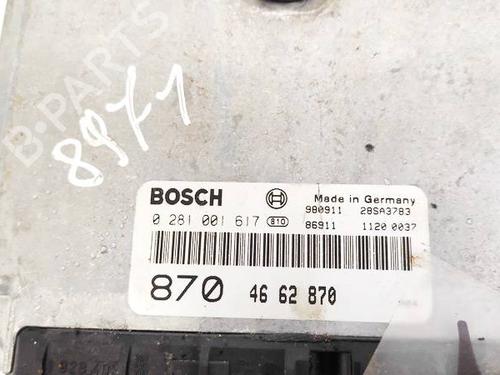 B-PARTS
8971
BOSCH
Made in Germany
0 281 001 617 810
980911 28SA3783
86911 1120 0037
870 46 62 870